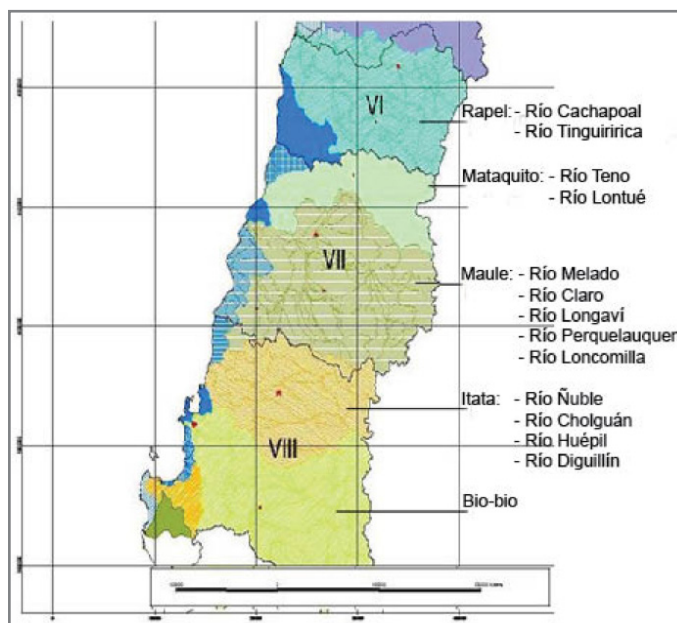 VI
Rapel: - Río Cachapoal
- Río Tinguiririca
Mataquito: - Río Teno
- Río Lontué
VII
Maule: - Río Melado
- Río Claro
- Río Longaví
- Río Perquelauquer
- Río Loncomilla
Itata: - Río Ñuble
- Río Cholguán
- Río Huépil
- Río Diguillín
VIII
Bio-bio